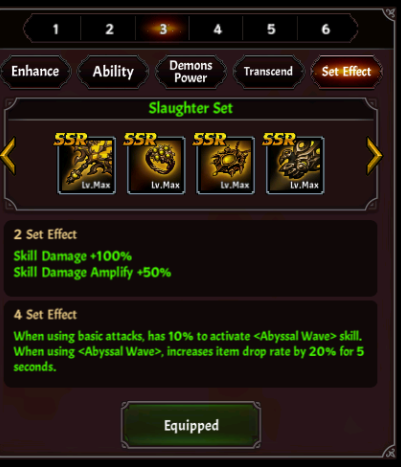 1 2 3 4 5 6
Enhance Ability Demons Power Transcend Set Effect
Slaughter Set
SSR SSR SSR SSR
Lv.Max Lv.Max Lv.Max Lv.Max
2 Set Effect
Skill Damage +100%
Skill Damage Amplify +50%
4 Set Effect
When using basic attacks, has 10% to activate <Abyssal Wave> skill.
When using <Abyssal Wave>, increases item drop rate by 20% for 5
seconds.
Equipped